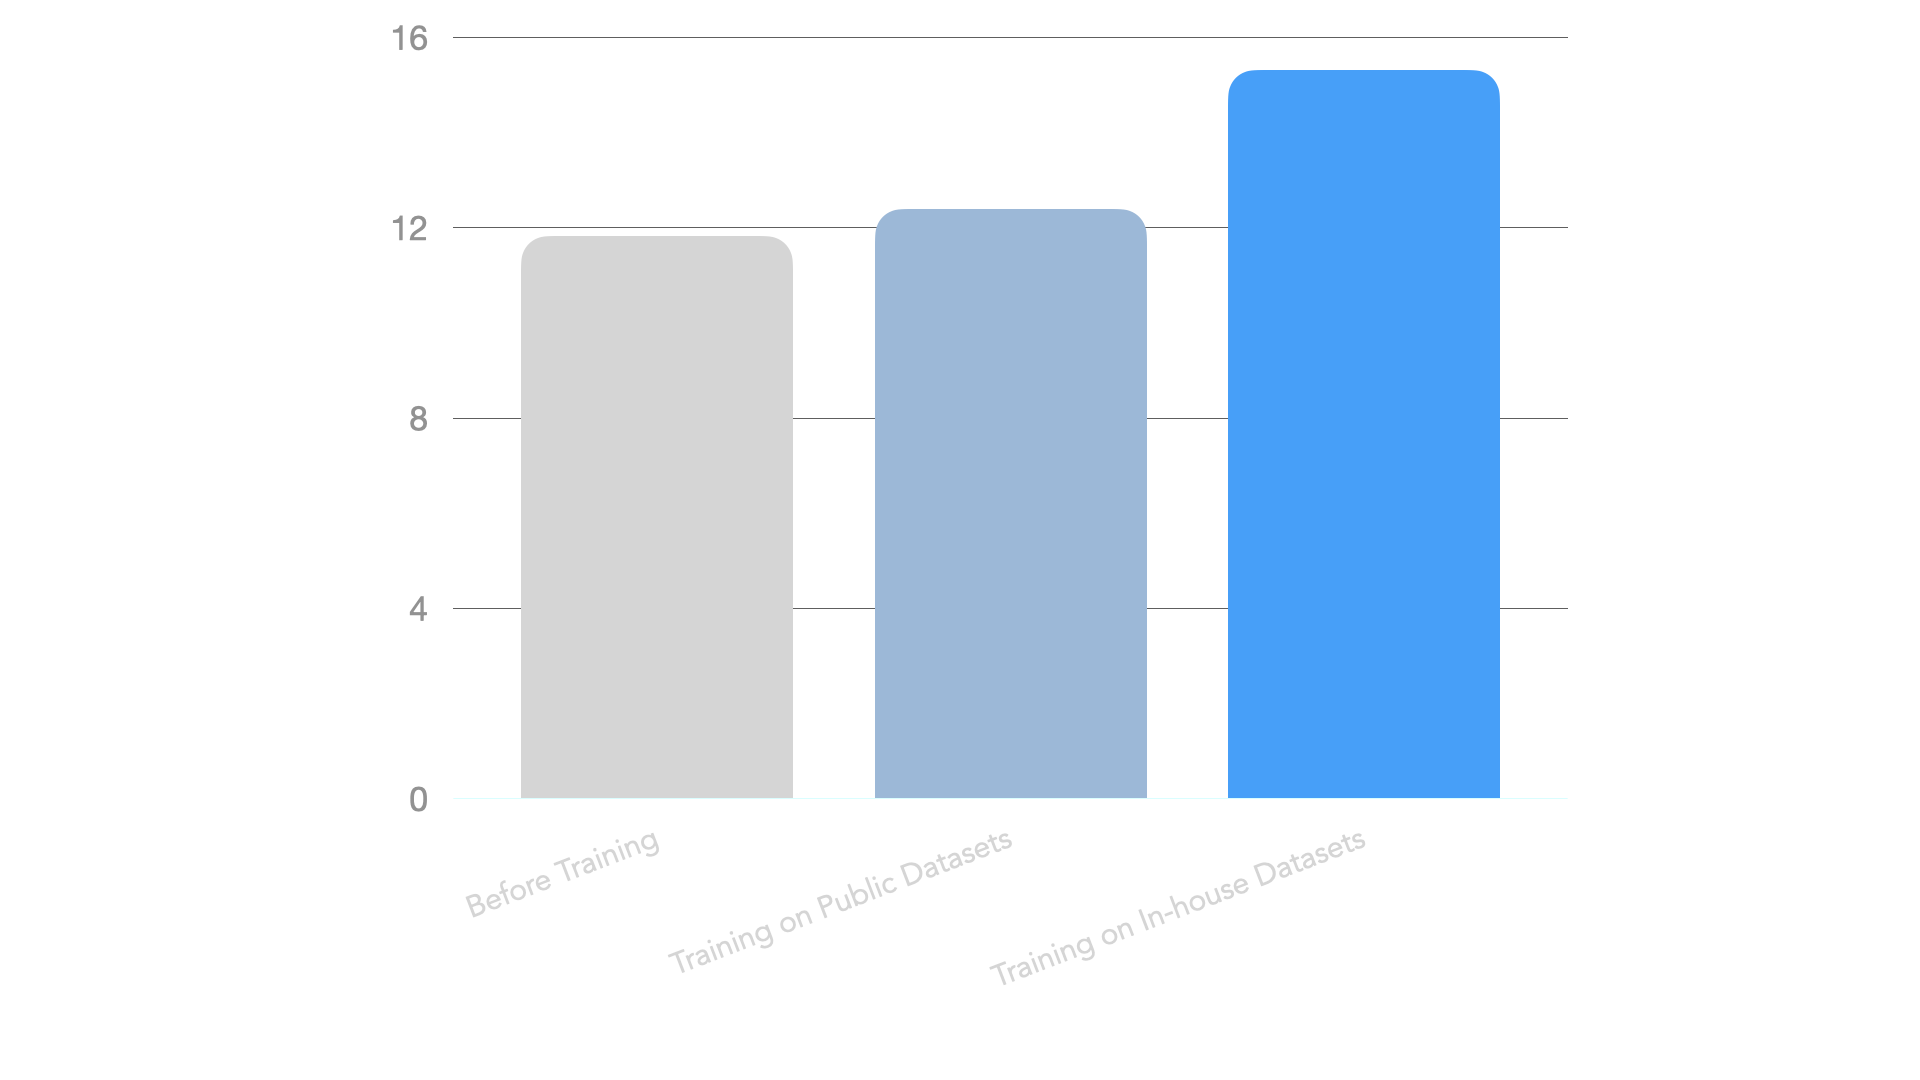 16
12
8
4
0
Before Training
Training on Public Datasets
Training on In-house Datasets